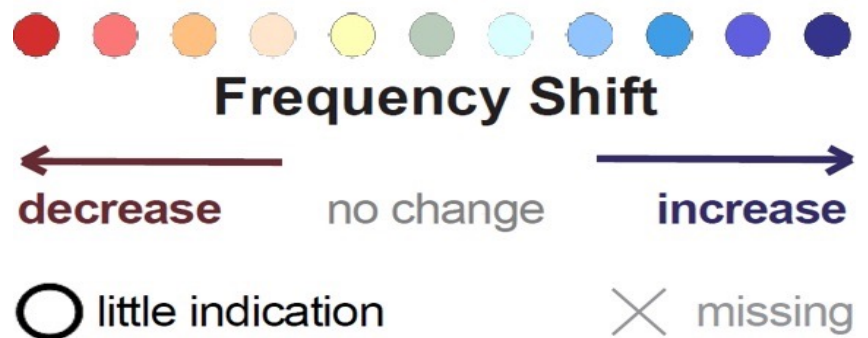 Frequency Shift
decrease no change increase
little indication missing